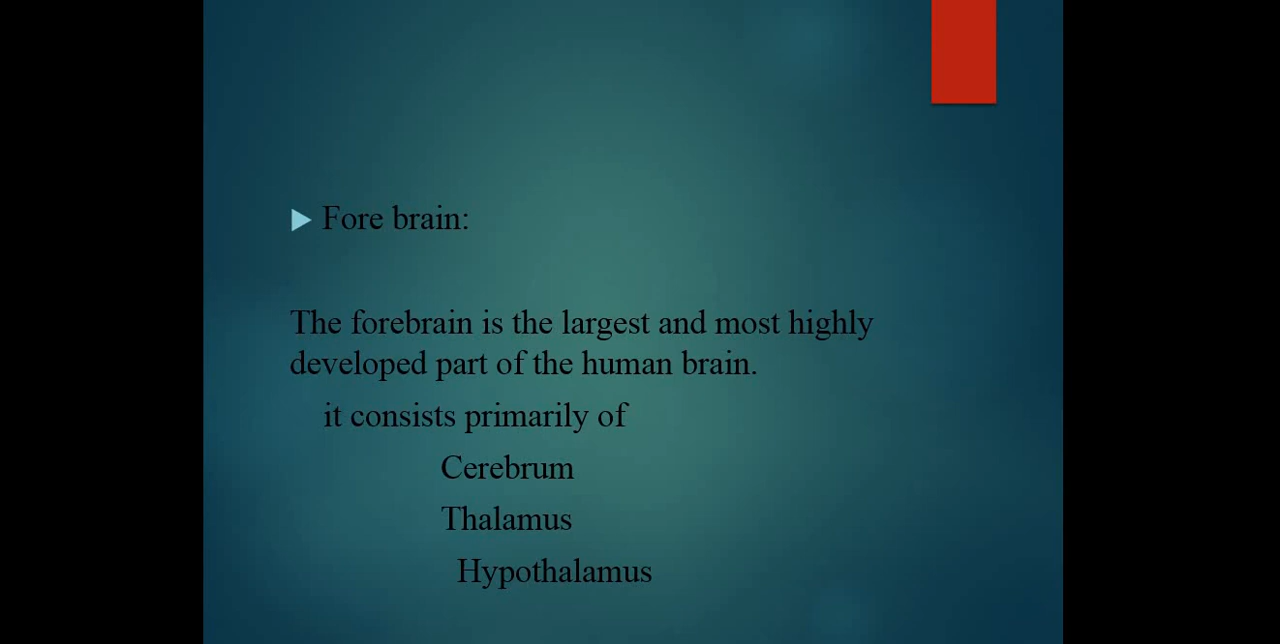 Fore brain:
The forebrain is the largest and most highly
developed part of the human brain.
it consists primarily of
Cerebrum
Thalamus
Hypothalamus